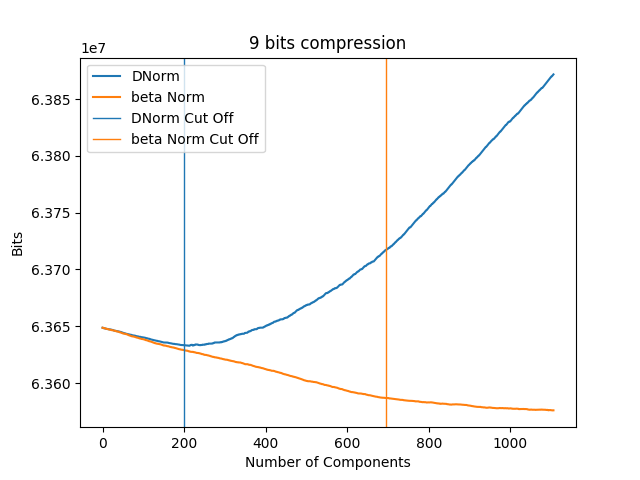 9 bits compression
1e7
DNorm
beta Norm
DNorm Cut Off
beta Norm Cut Off
6.385
6.380
6.375
6.370
6.365
6.360
Bits
0 200 400 600 800 1000
Number of Components